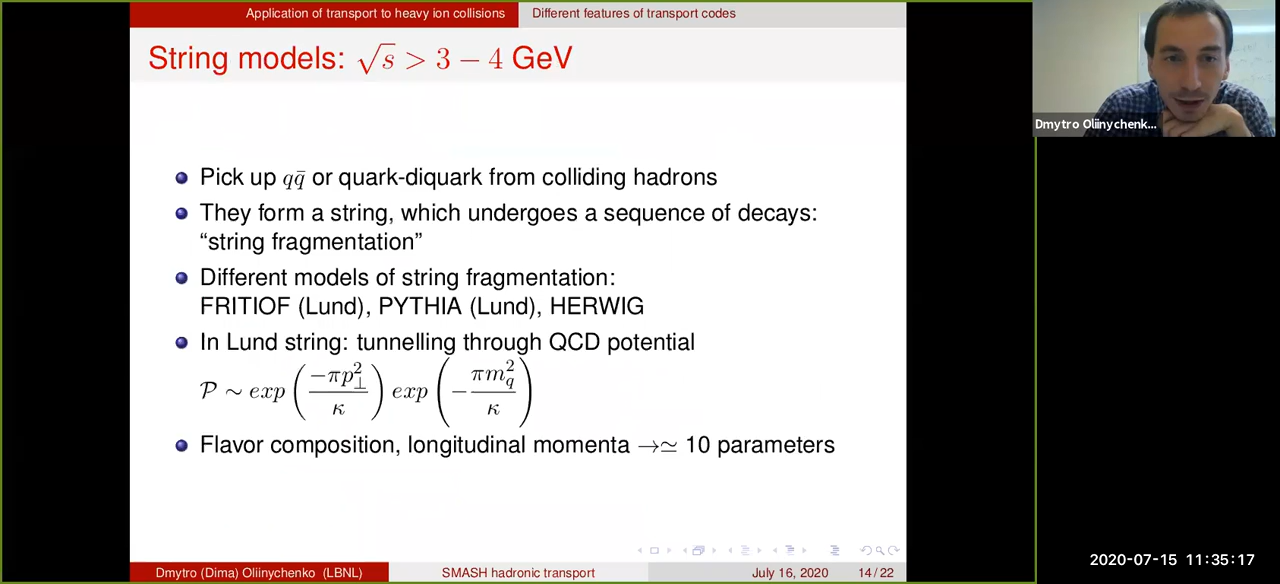 Application of transport to heavy ion collisions Different features of transport codes
String models: √s > 3 − 4 GeV
Dmytro Oliinychenk...
Pick up qq̄ or quark-diquark from colliding hadrons
They form a string, which undergoes a sequence of decays:
“string fragmentation”
Different models of string fragmentation:
FRITIOF (Lund), PYTHIA (Lund), HERWIG
In Lund string: tunnelling through QCD potential
𝒫 ∼ exp(−πp⊥²/κ) exp(−πm_q²/κ)
Flavor composition, longitudinal momenta →≃ 10 parameters
Dmytro (Dima) Oliinychenko (LBNL) SMASH hadronic transport July 16, 2020 14 / 22
2020-07-15 11:35:17